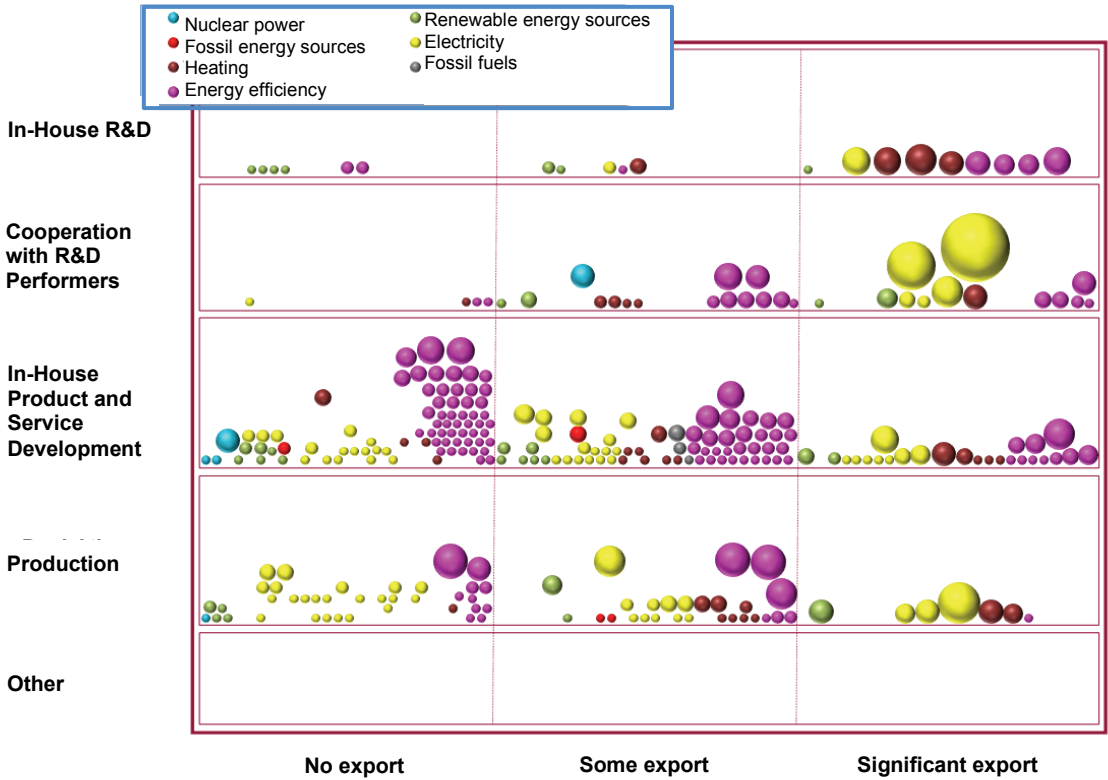 Nuclear power
Fossil energy sources
Heating
Energy efficiency
Renewable energy sources
Electricity
Fossil fuels
In-House R&D
Cooperation
with R&D
Performers
In-House
Product and
Service
Development
Production
Other
No export
Some export
Significant export